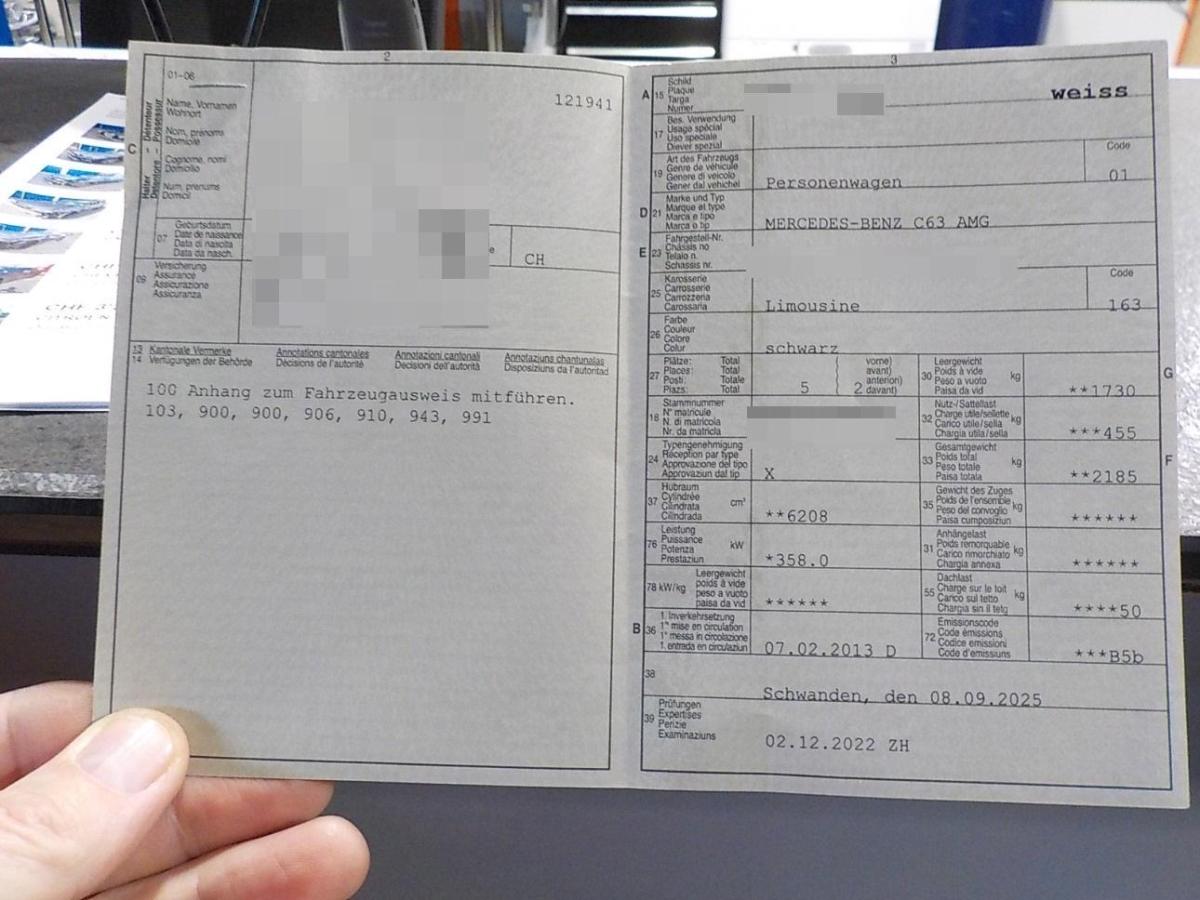 2
01-06
Détenteur
Possessur
Halter
Detentore
C
Name, Vornamen
Wohnort
Nom, prénoms
Domicile
Cognome, nomi
Domicilio
Num, prenums
Domicil
121941
07
Geburtsdatum
Date de naissance
Data di nascita
Data da nasch.
e
CH
09
Versicherung
Assurance
Assicurazione
Assicuranza
13
14
Kantonale Vermerke
Verfügungen der Behörde
Annotations cantonales
Décisions de l'autorité
Annotazioni cantonali
Decisioni dell'autorità
Annotaziuns chantunalas
Disposiziuns da l'autoritad
100 Anhang zum Fahrzeugausweis mitführen.
103, 900, 900, 906, 910, 943, 991
3
A 15
Schild
Plaque
Targa
Numer
weiss
17
Bes. Verwendung
Usage spécial
Uso speciale
Diever spezial
19
Art des Fahrzeugs
Genre de véhicule
Genere di veicolo
Gener dal vehichel
Personenwagen
Code
01
D 21
Marke und Typ
Marque et type
Marca e tipo
Marca e tip
MERCEDES-BENZ C63 AMG
E 23
Fahrgestell-Nr.
Châssis no
Telaio n.
Schassis nr.
25
Karosserie
Carrosserie
Carrozzeria
Carossaria
Limousine
Code
163
26
Farbe
Couleur
Colore
Colur
schwarz
27
Plätze: Total vorne)
Places: Total avant)
Posti: Totale anteriori)
Plazs: Total 5 2 davant)
30
Leergewicht
Poids à vide
Peso a vuoto
Paisa da vid
kg
**1730
G
18
Stammnummer
N° matricule
N. di matricola
Nr. da matricla
32
Nutz-/Sattellast
Charge utile/sellette
Carico utile/sella
Chargia utila/sella
kg
***455
24
Typengenehmigung
Réception par type
Approvazione del tipo
Approvaziun dal tip
X
33
Gesamtgewicht
Poids total
Peso totale
Paisa totala
kg
**2185
F
37
Hubraum
Cylindrée
Cilindrata
Cilindrada
cm³
**6208
35
Gewicht des Zuges
Poids de l'ensemble
Peso del convoglio
Paisa cumposiziun
kg
******
76
Leistung
Puissance
Potenza
Prestaziun
kW
*358.0
31
Anhängelast
Poids remorquable
Carico rimorchiato
Chargia annexa
kg
******
78 kW/kg
Leergewicht
poids à vide
peso a vuoto
paisa da vid
******
55
Dachlast
Charge sur le toit
Carico sul tetto
Chargia sin il tetg
kg
****50
B 36
1. Inverkehrsetzung
1re mise en circulation
1a messa in circolazione
1. entrada en circulaziun
07.02.2013 D
72
Emissionscode
Code émissions
Codice emissioni
Code d'emissiuns
***B5b
38
Schwanden, den 08.09.2025
39
Prüfungen
Expertises
Perizie
Examinaziuns
02.12.2022 ZH